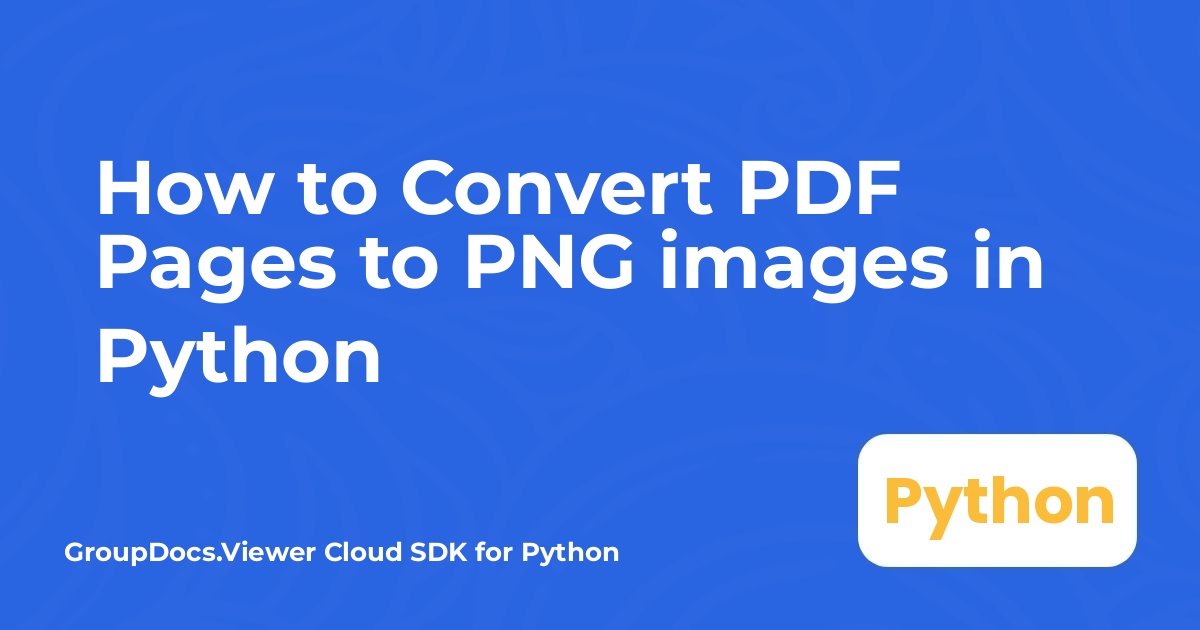 How to Convert PDF
Pages to PNG images in
Python
Python
GroupDocs.Viewer Cloud SDK for Python